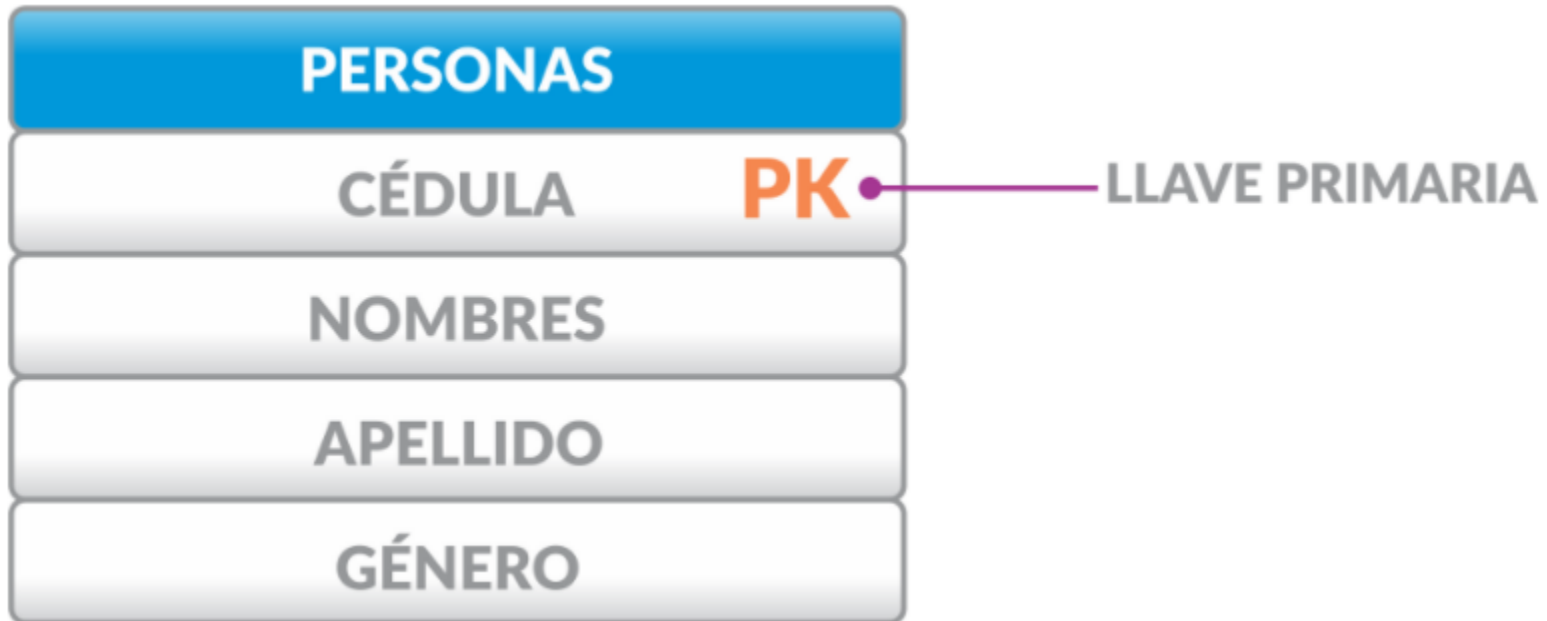 PERSONAS
CÉDULA PK LLAVE PRIMARIA
NOMBRES
APELLIDO
GÉNERO